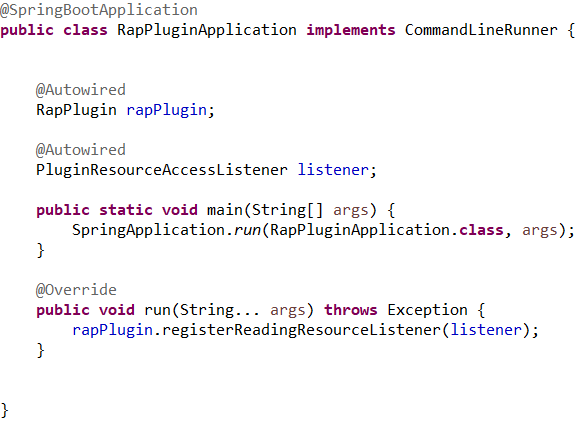 @SpringBootApplication
public class RapPluginApplication implements CommandLineRunner {
@Autowired
RapPlugin rapPlugin;
@Autowired
PluginResourceAccessListener listener;
public static void main(String[] args) {
SpringApplication.run(RapPluginApplication.class, args);
}
@Override
public void run(String... args) throws Exception {
rapPlugin.registerReadingResourceListener(listener);
}
}